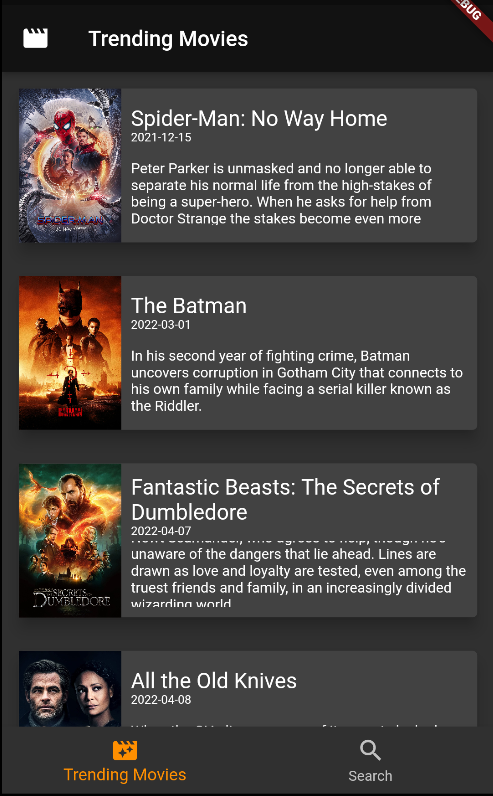 BUG
Trending Movies
Spider-Man: No Way Home
2021-12-15
Peter Parker is unmasked and no longer able to
separate his normal life from the high-stakes of
being a super-hero. When he asks for help from
Doctor Strange the stakes become even more
The Batman
2022-03-01
In his second year of fighting crime, Batman
uncovers corruption in Gotham City that connects to
his own family while facing a serial killer known as
the Riddler.
Fantastic Beasts: The Secrets of
Dumbledore
2022-04-07
unaware of the dangers that lie ahead. Lines are
drawn as love and loyalty are tested, even among the
truest friends and family, in an increasingly divided
wizarding world
SECRETS
DUMBLEDORE
All the Old Knives
2022-04-08
Trending Movies
Search